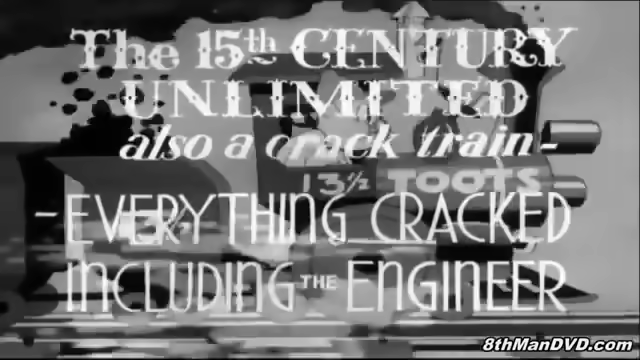 The 15th CENTURY
UNLIMITED
also a crack train-
13½ TOOTS
-EVERYTHING CRACKED
INCLUDING THE ENGINEER
8thManDVD.com